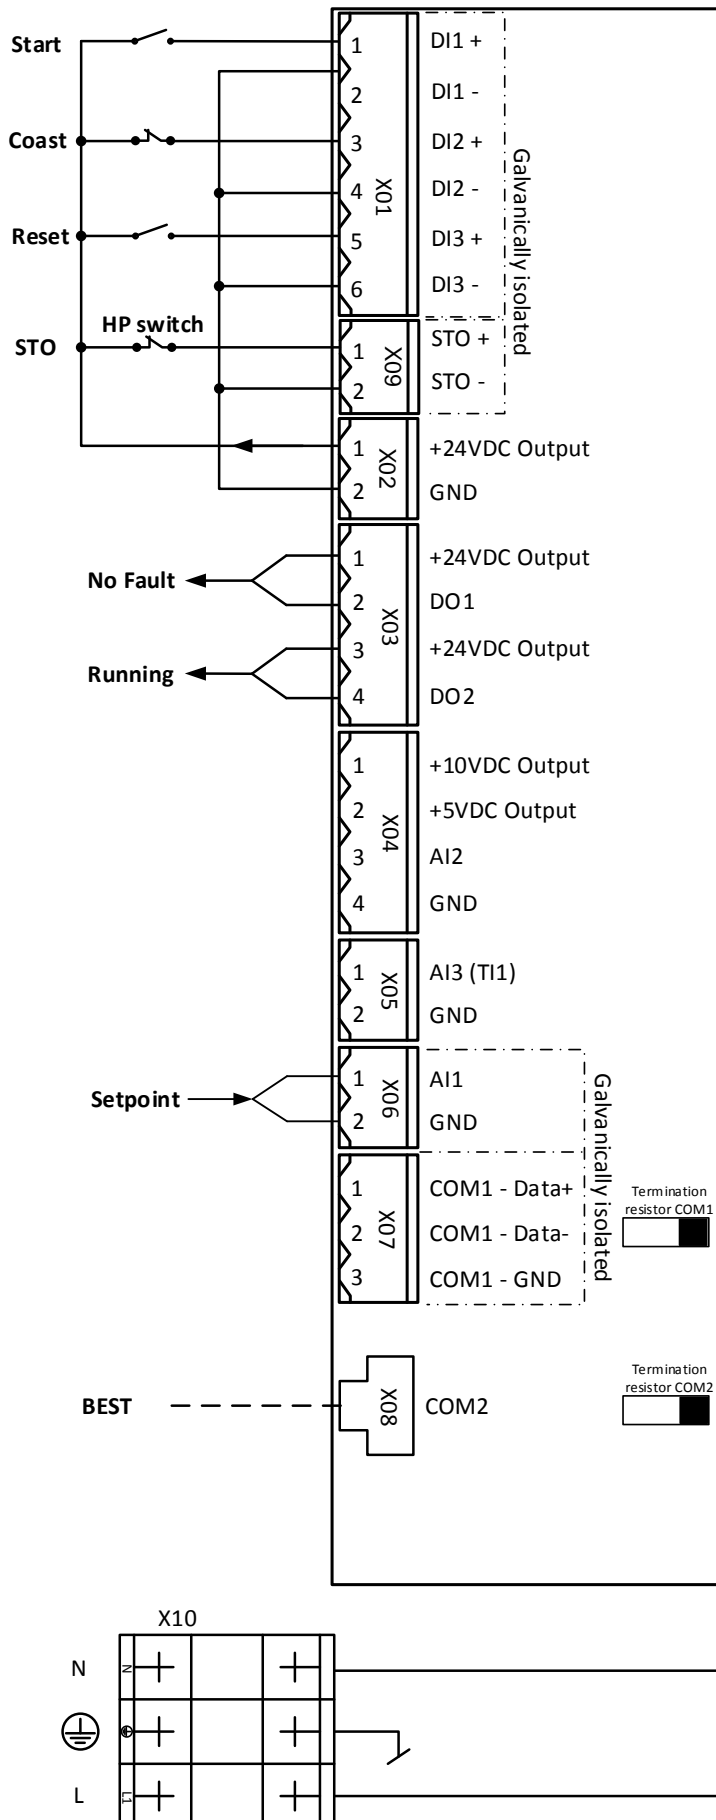 Start
1
DI1 +
2
DI1 -
Coast
3
DI2 +
4
DI2 -
Reset
5
DI3 +
6
DI3 -
X01
Galvanically isolated
HP switch
STO
1
STO +
2
STO -
X09
1
+24VDC Output
2
GND
X02
No Fault
1
+24VDC Output
2
DO1
Running
3
+24VDC Output
4
DO2
X03
1
+10VDC Output
2
+5VDC Output
3
AI2
4
GND
X04
1
AI3 (TI1)
2
GND
X05
Setpoint
1
AI1
2
GND
X06
Galvanically isolated
1
COM1 - Data+
2
COM1 - Data-
3
COM1 - GND
X07
Termination
resistor COM1
BEST
X08
COM2
Termination
resistor COM2
X10
N
N
L
L1